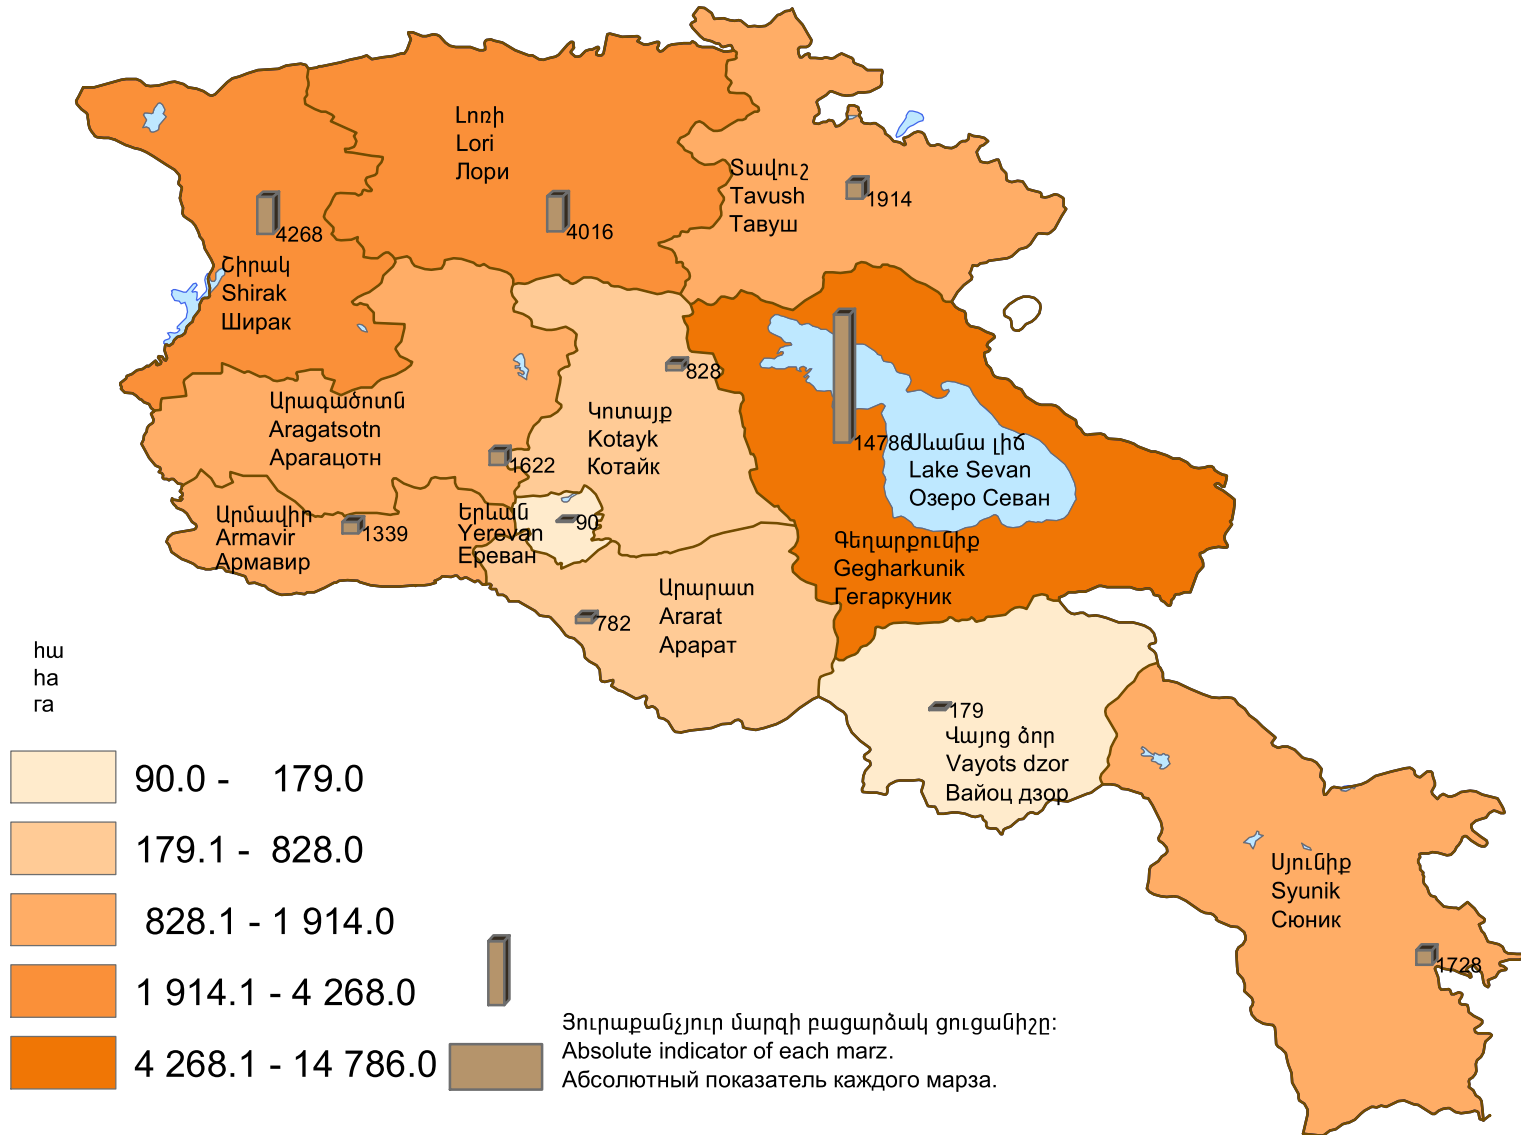 Լոռի
Lori
Лори
Տավուշ
Tavush
Тавуш
1914
4268
4016
Շիրակ
Shirak
Ширак
828
Արագածոտն
Aragatsotn
Арагацотн
1622
Կոտայք
Kotayk
Котайк
14786
Սևանա լիճ
Lake Sevan
Озеро Севан
Արմավիր
Armavir
Армавир
1339
Երևան
Yerevan
Ереван
90
Գեղարքունիք
Gegharkunik
Гегаркуник
Արարատ
Ararat
Арарат
782
179
Վայոց ձոր
Vayots dzor
Вайоц дзор
Սյունիք
Syunik
Сюник
1728
հա
ha
га
90.0 - 179.0
179.1 - 828.0
828.1 - 1 914.0
1 914.1 - 4 268.0
4 268.1 - 14 786.0
Յուրաքանչյուր մարզի բացարձակ ցուցանիշը:
Absolute indicator of each marz.
Абсолютный показатель каждого марза.